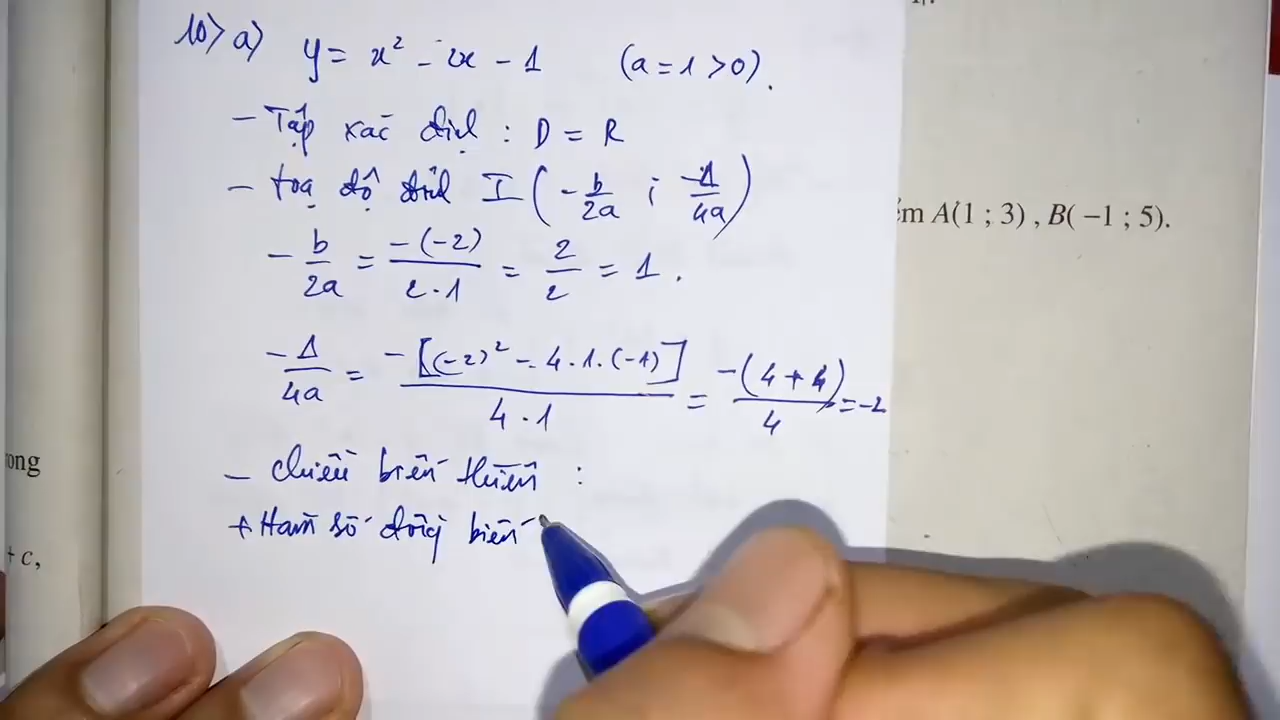 10> a) y = x² - 2x - 1 (a = 1 > 0).
- Tập xác định : D = R
- toạ độ đỉnh I ( -b/2a ; -Δ/4a )
- b/2a = -(-2)/2·1 = 2/2 = 1.
-Δ/4a = -[(-2)² - 4·1·(-1)]/4·1 = -(4+4)/4 = -2
- chiều biến thiên :
+ Hàm số đồng biến
ểm A(1 ; 3) , B( −1 ; 5).
ong
+ c,